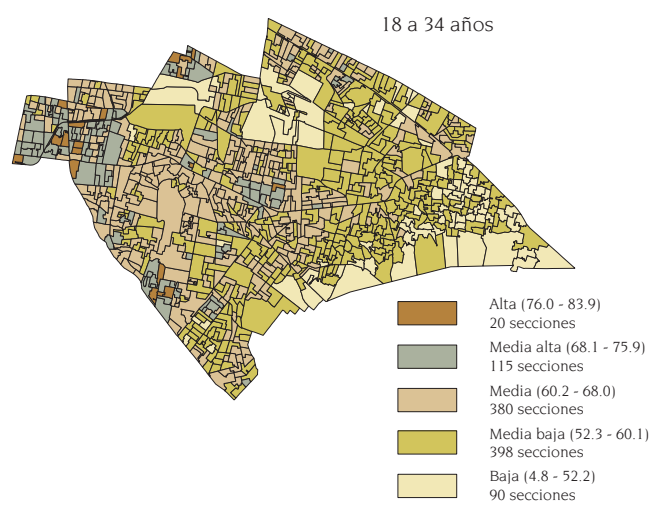 18 a 34 años
Alta (76.0 - 83.9)
20 secciones
Media alta (68.1 - 75.9)
115 secciones
Media (60.2 - 68.0)
380 secciones
Media baja (52.3 - 60.1)
398 secciones
Baja (4.8 - 52.2)
90 secciones